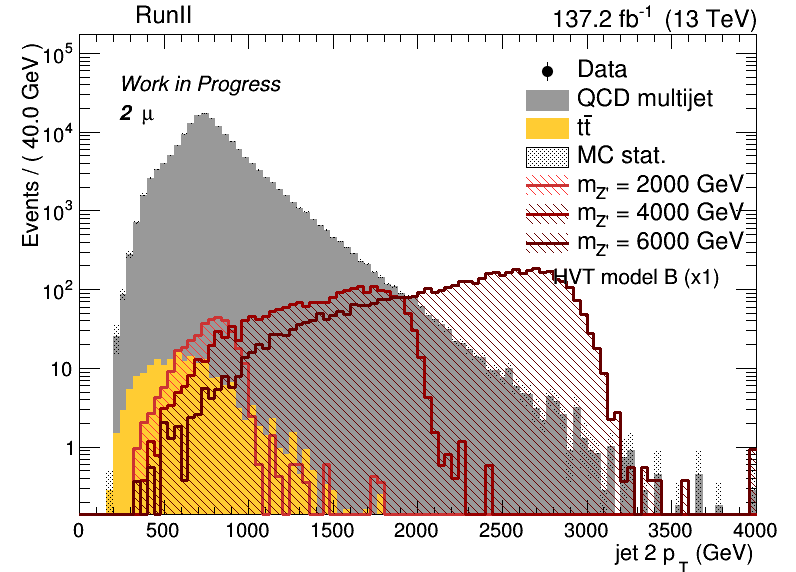 RunII 137.2 fb⁻¹ (13 TeV)
Events / ( 40.0 GeV )
10⁵
10⁴
10³
10²
10
1
Work in Progress
2 μ
Data
QCD multijet
tt̄
MC stat.
m_Z' = 2000 GeV
m_Z' = 4000 GeV
m_Z' = 6000 GeV
HVT model B (x1)
0 500 1000 1500 2000 2500 3000 3500 4000
jet 2 p_T (GeV)